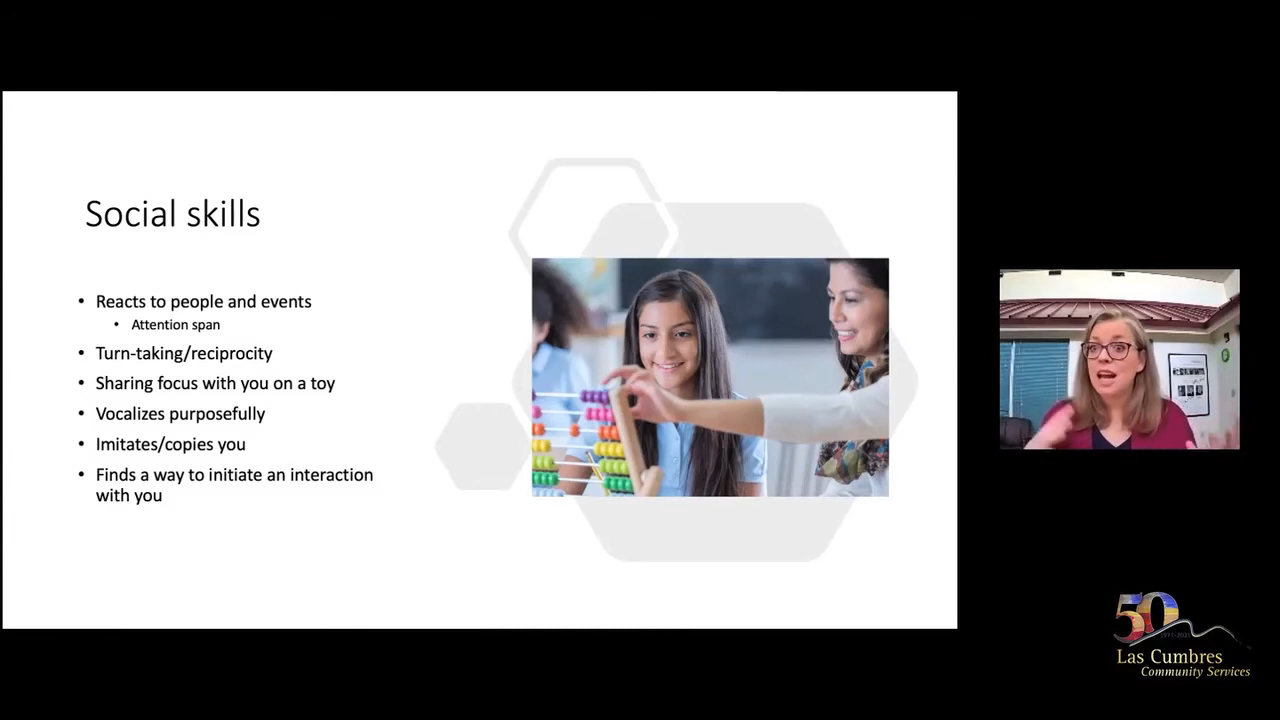 Social skills
• Reacts to people and events
• Attention span
• Turn-taking/reciprocity
• Sharing focus with you on a toy
• Vocalizes purposefully
• Imitates/copies you
• Finds a way to initiate an interaction
with you
50
Las Cumbres
Community Services